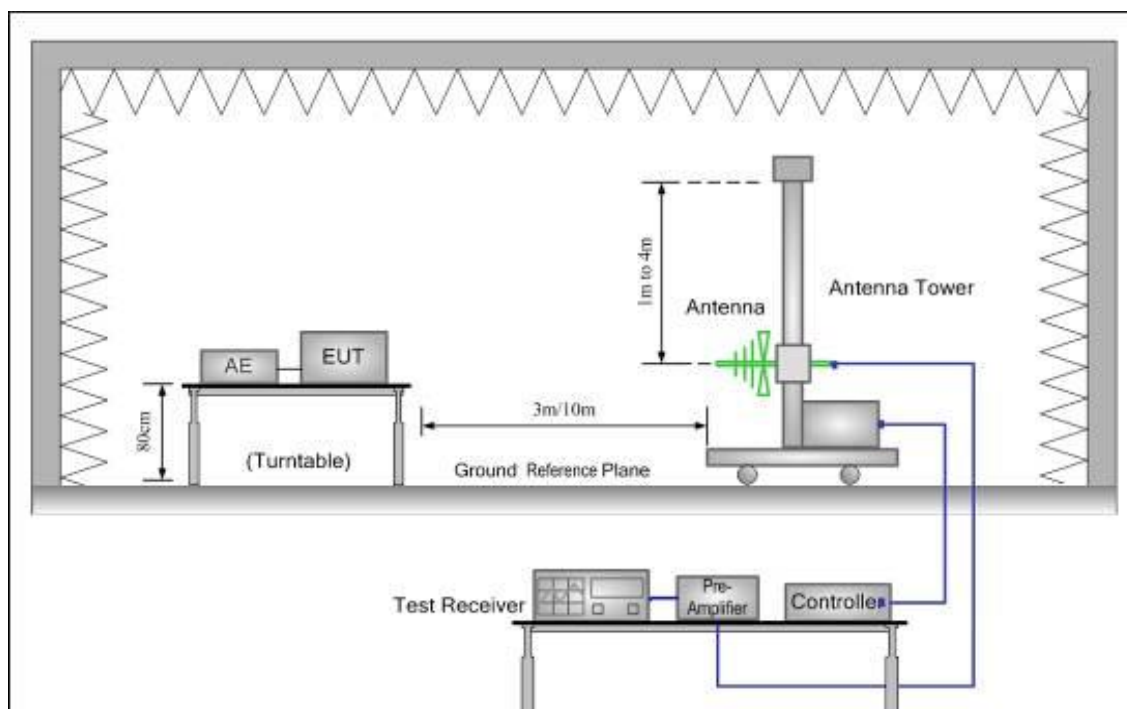 1m to 4m
Antenna Tower
Antenna
AE
EUT
80cm
3m/10m
(Turntable)
Ground Reference Plane
Test Receiver
Pre-
Amplifier
Controlle